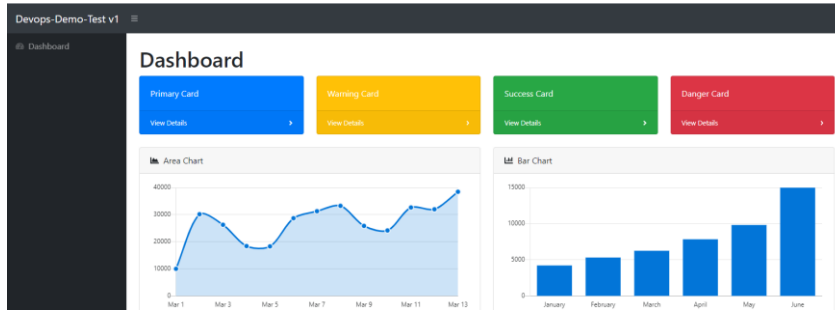 Devops-Demo-Test v1
Dashboard
Dashboard
Primary Card
View Details
Warning Card
View Details
Success Card
View Details
Danger Card
View Details
Area Chart
40000
30000
20000
10000
0
Mar 1 Mar 3 Mar 5 Mar 7 Mar 9 Mar 11 Mar 13
Bar Chart
15000
10000
5000
0
January February March April May June